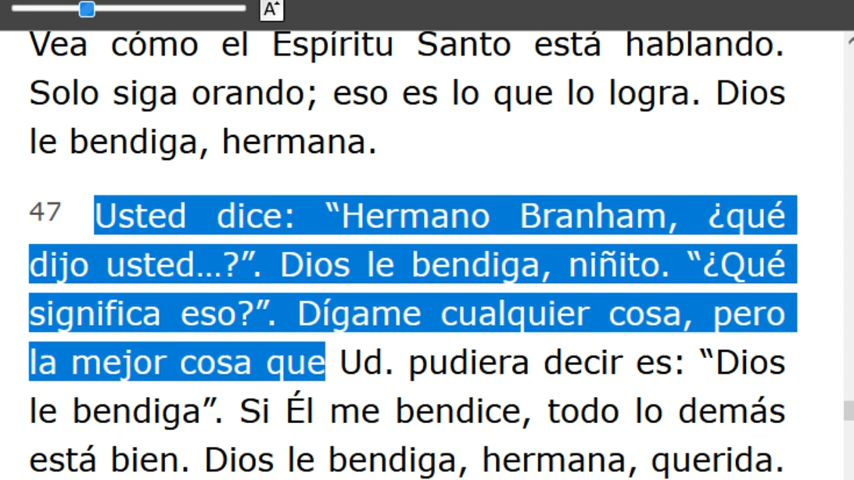 A
Vea cómo el Espíritu Santo está hablando.
Solo siga orando; eso es lo que lo logra. Dios
le bendiga, hermana.
47 Usted dice: “Hermano Branham, ¿qué
dijo usted...?”. Dios le bendiga, niñito. “¿Qué
significa eso?”. Dígame cualquier cosa, pero
la mejor cosa que Ud. pudiera decir es: “Dios
le bendiga”. Si Él me bendice, todo lo demás
está bien. Dios le bendiga, hermana, querida.